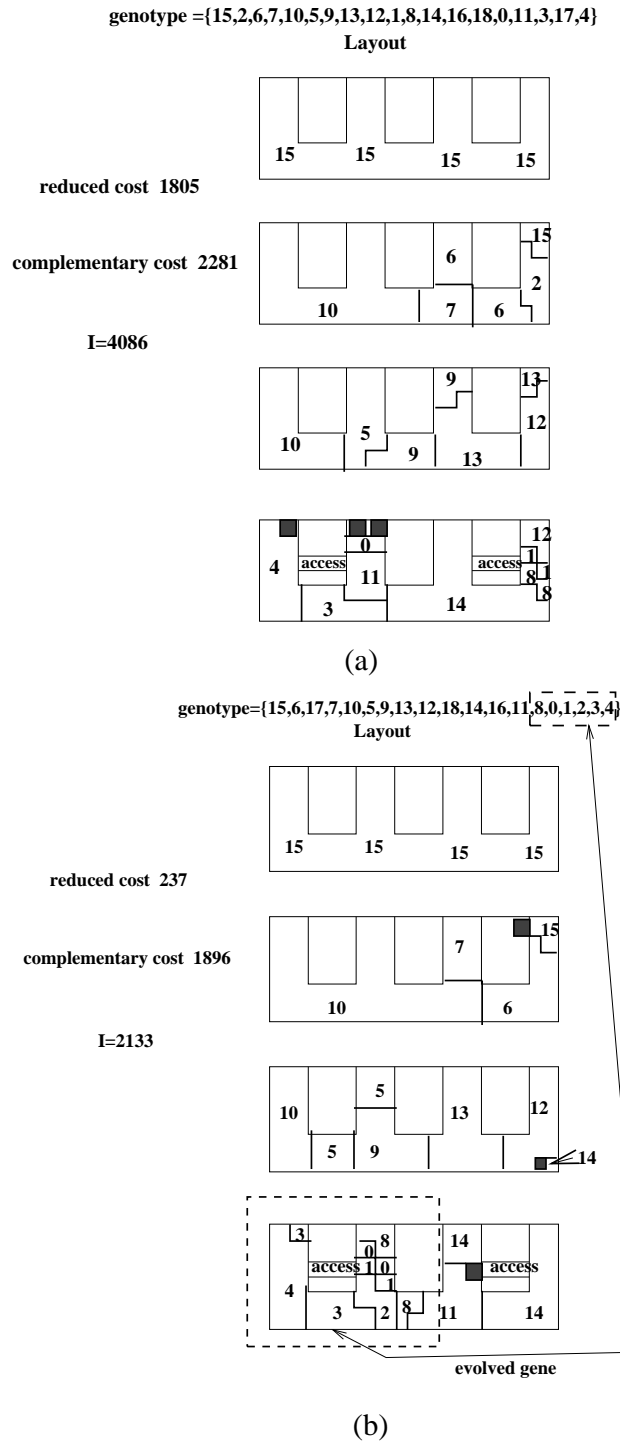 genotype ={15,2,6,7,10,5,9,13,12,1,8,14,16,18,0,11,3,17,4}
Layout
15 15 15 15
reduced cost 1805
15
6
complementary cost 2281
2
10 7 6
I=4086
9 13
12
5
10 9 13
12
0
access access 1
4
11 8 1
8
3 14
(a)
genotype={15,6,17,7,10,5,9,13,12,18,14,16,11,8,0,1,2,3,4}
Layout
15 15 15 15
reduced cost 237
15
7
complementary cost 1896
10 6
I=2133
5
10 13 12
5 9
14
3 8 14
0
access 1 0 access
1
4
8
3 2 11 14
evolved gene
(b)